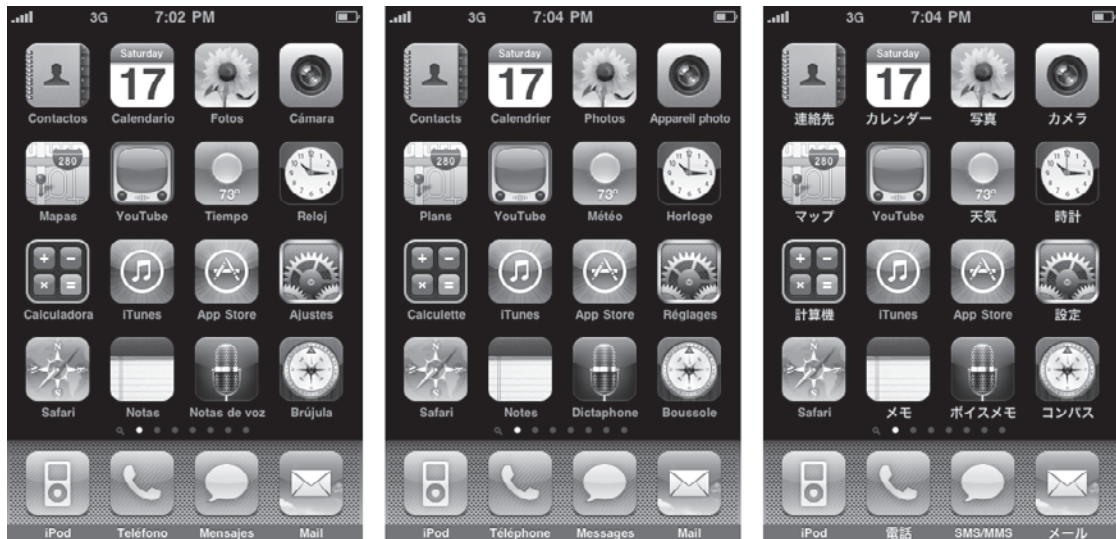 3G 7:02 PM
Saturday
17
Contactos Calendario Fotos Cámara
280
73°
Mapas YouTube Tiempo Reloj
Calculadora iTunes App Store Ajustes
Safari Notas Notas de voz Brújula
iPod Teléfono Mensajes Mail
3G 7:04 PM
Saturday
17
Contacts Calendrier Photos Appareil photo
280
73°
Plans YouTube Météo Horloge
Calculette iTunes App Store Réglages
Safari Notes Dictaphone Boussole
iPod Téléphone Messages Mail
3G 7:04 PM
Saturday
17
連絡先 カレンダー 写真 カメラ
280
73°
マップ YouTube 天気 時計
計算機 iTunes App Store 設定
Safari メモ ボイスメモ コンパス
iPod 電話 SMS/MMS メール